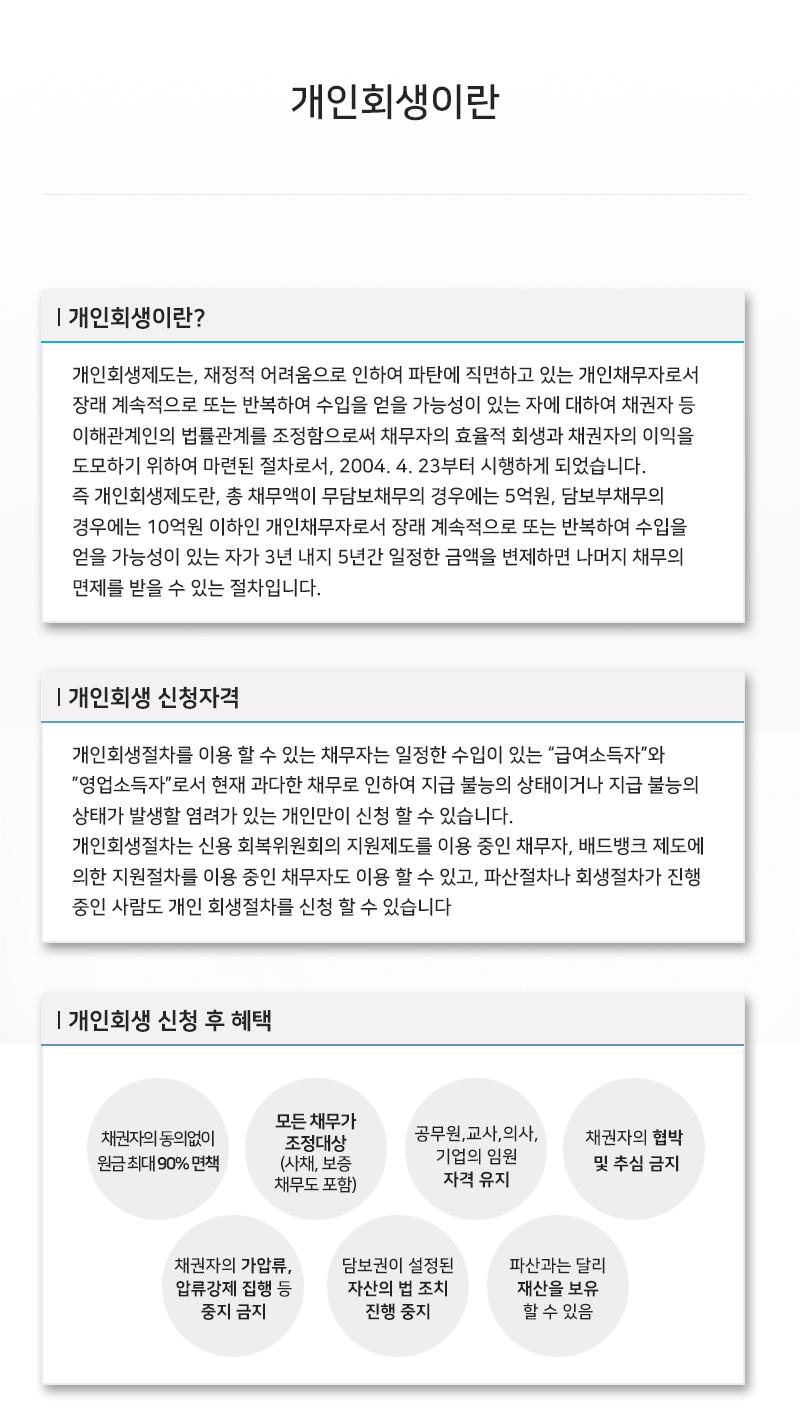 개인회생이란
| 개인회생이란?
개인회생제도는, 재정적 어려움으로 인하여 파탄에 직면하고 있는 개인채무자로서
장래 계속적으로 또는 반복하여 수입을 얻을 가능성이 있는 자에 대하여 채권자 등
이해관계인의 법률관계를 조정함으로써 채무자의 효율적 회생과 채권자의 이익을
도모하기 위하여 마련된 절차로서, 2004. 4. 23부터 시행하게 되었습니다.
즉 개인회생제도란, 총 채무액이 무담보채무의 경우에는 5억원, 담보부채무의
경우에는 10억원 이하인 개인채무자로서 장래 계속적으로 또는 반복하여 수입을
얻을 가능성이 있는 자가 3년 내지 5년간 일정한 금액을 변제하면 나머지 채무의
면제를 받을 수 있는 절차입니다.
| 개인회생 신청자격
개인회생절차를 이용 할 수 있는 채무자는 일정한 수입이 있는 “급여소득자”와
”영업소득자”로서 현재 과다한 채무로 인하여 지급 불능의 상태이거나 지급 불능의
상태가 발생할 염려가 있는 개인만이 신청 할 수 있습니다.
개인회생절차는 신용 회복위원회의 지원제도를 이용 중인 채무자, 배드뱅크 제도에
의한 지원절차를 이용 중인 채무자도 이용 할 수 있고, 파산절차나 회생절차가 진행
중인 사람도 개인 회생절차를 신청 할 수 있습니다
| 개인회생 신청 후 혜택
채권자의 동의없이
원금 최대 90% 면책
모든 채무가
조정대상
(사채, 보증
채무도 포함)
공무원,교사,의사,
기업의 임원
자격 유지
채권자의 협박
및 추심 금지
채권자의 가압류,
압류강제 집행 등
중지 금지
담보권이 설정된
자산의 법 조치
진행 중지
파산과는 달리
재산을 보유
할 수 있음